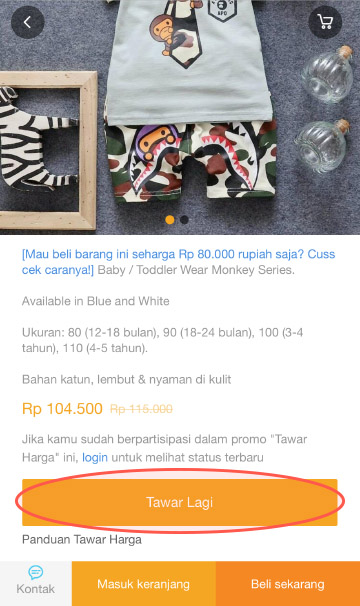 [Mau beli barang ini seharga Rp 80.000 rupiah saja? Cuss
cek caranya!] Baby / Toddler Wear Monkey Series.
Available in Blue and White
Ukuran: 80 (12-18 bulan), 90 (18-24 bulan), 100 (3-4
tahun), 110 (4-5 tahun).
Bahan katun, lembut & nyaman di kulit
Rp 104.500 Rp 115.000
Jika kamu sudah berpartisipasi dalam promo "Tawar
Harga" ini, login untuk melihat status terbaru
Tawar Lagi
Panduan Tawar Harga
Kontak
Masuk keranjang
Beli sekarang